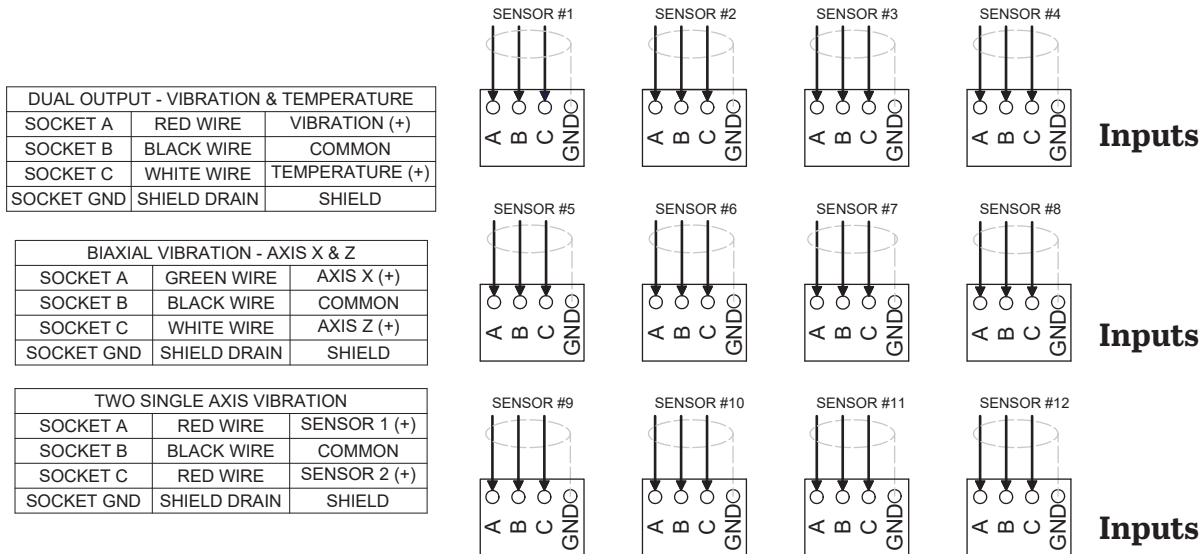 DUAL OUTPUT - VIBRATION & TEMPERATURE
SOCKET A RED WIRE VIBRATION (+)
SOCKET B BLACK WIRE COMMON
SOCKET C WHITE WIRE TEMPERATURE (+)
SOCKET GND SHIELD DRAIN SHIELD
BIAXIAL VIBRATION - AXIS X & Z
SOCKET A GREEN WIRE AXIS X (+)
SOCKET B BLACK WIRE COMMON
SOCKET C WHITE WIRE AXIS Z (+)
SOCKET GND SHIELD DRAIN SHIELD
TWO SINGLE AXIS VIBRATION
SOCKET A RED WIRE SENSOR 1 (+)
SOCKET B BLACK WIRE COMMON
SOCKET C RED WIRE SENSOR 2 (+)
SOCKET GND SHIELD DRAIN SHIELD
SENSOR #1 SENSOR #2 SENSOR #3 SENSOR #4
A B C GND A B C GND A B C GND A B C GND
Inputs
SENSOR #5 SENSOR #6 SENSOR #7 SENSOR #8
A B C GND A B C GND A B C GND A B C GND
Inputs
SENSOR #9 SENSOR #10 SENSOR #11 SENSOR #12
A B C GND A B C GND A B C GND A B C GND
Inputs